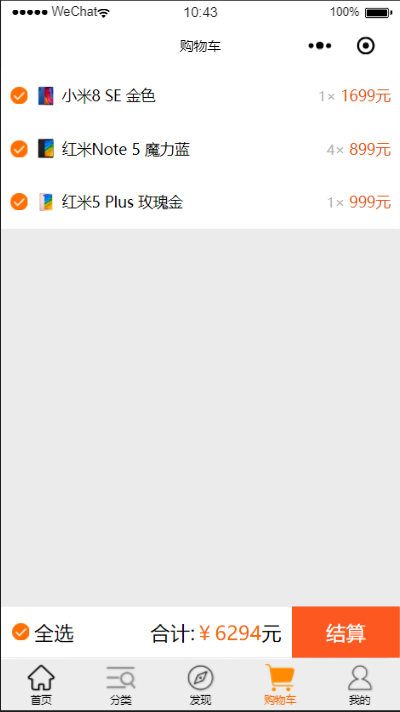 ●●●●● WeChat 10:43 100%
购物车
小米8 SE 金色 1× 1699元
红米Note 5 魔力蓝 4× 899元
红米5 Plus 玫瑰金 1× 999元
全选 合计:￥6294元 结算
首页 分类 发现 购物车 我的